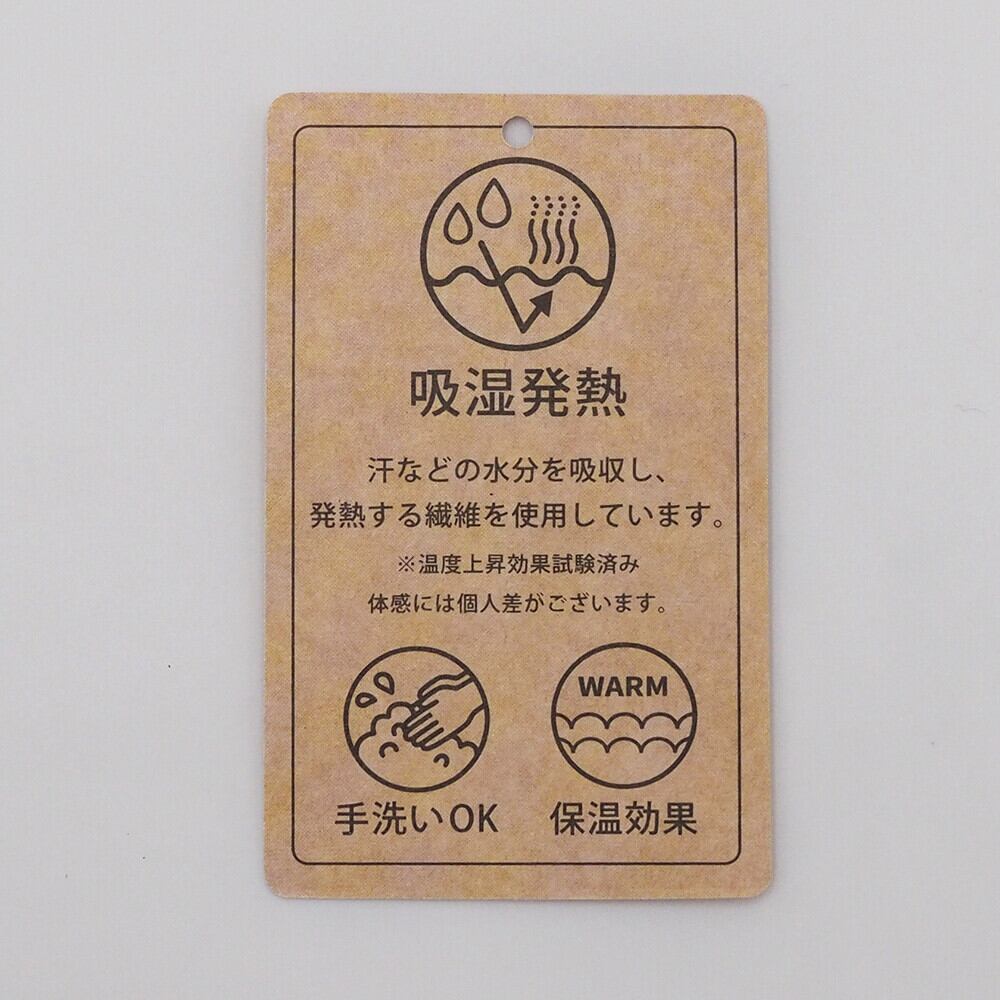 吸湿発熱
汗などの水分を吸収し、
発熱する繊維を使用しています。
※温度上昇効果試験済み
体感には個人差がございます。
WARM
手洗いOK
保温効果